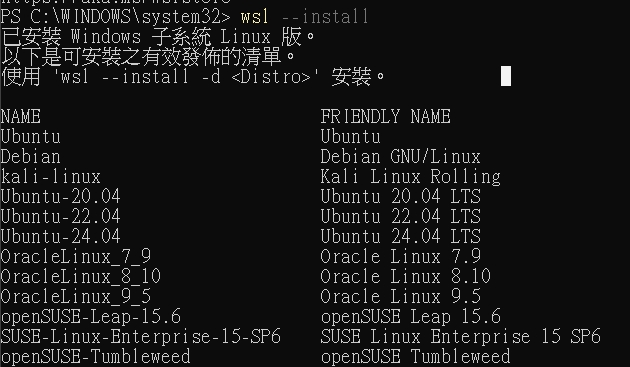 PS C:\WINDOWS\system32> wsl --install
已安裝 Windows 子系統 Linux 版。
以下是可安裝之有效發佈的清單。
使用 'wsl --install -d <Distro>' 安裝。
NAME FRIENDLY NAME
Ubuntu Ubuntu
Debian Debian GNU/Linux
kali-linux Kali Linux Rolling
Ubuntu-20.04 Ubuntu 20.04 LTS
Ubuntu-22.04 Ubuntu 22.04 LTS
Ubuntu-24.04 Ubuntu 24.04 LTS
OracleLinux_7_9 Oracle Linux 7.9
OracleLinux_8_10 Oracle Linux 8.10
OracleLinux_9_5 Oracle Linux 9.5
openSUSE-Leap-15.6 openSUSE Leap 15.6
SUSE-Linux-Enterprise-15-SP6 SUSE Linux Enterprise 15 SP6
openSUSE-Tumbleweed openSUSE Tumbleweed